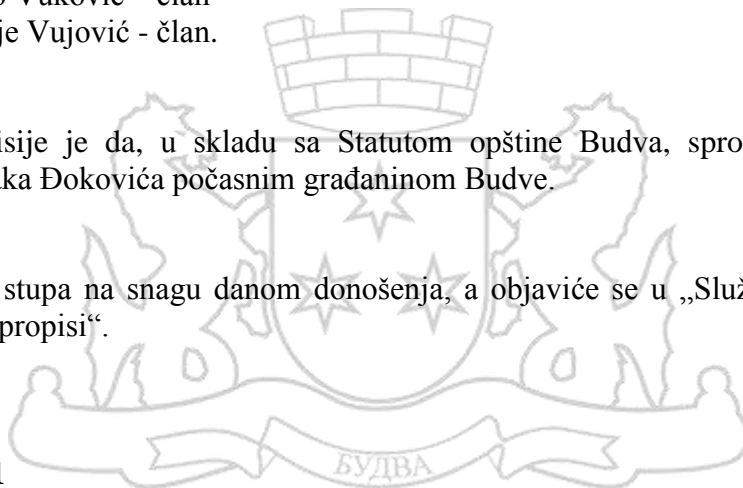 Vuković - član
je Vujović - član.
isije je da, u skladu sa Statutom opštine Budva, spro
aka Đokovića počasnim građaninom Budve.
stupa na snagu danom donošenja, a objaviće se u „Služ
propisi“.
БУДВА